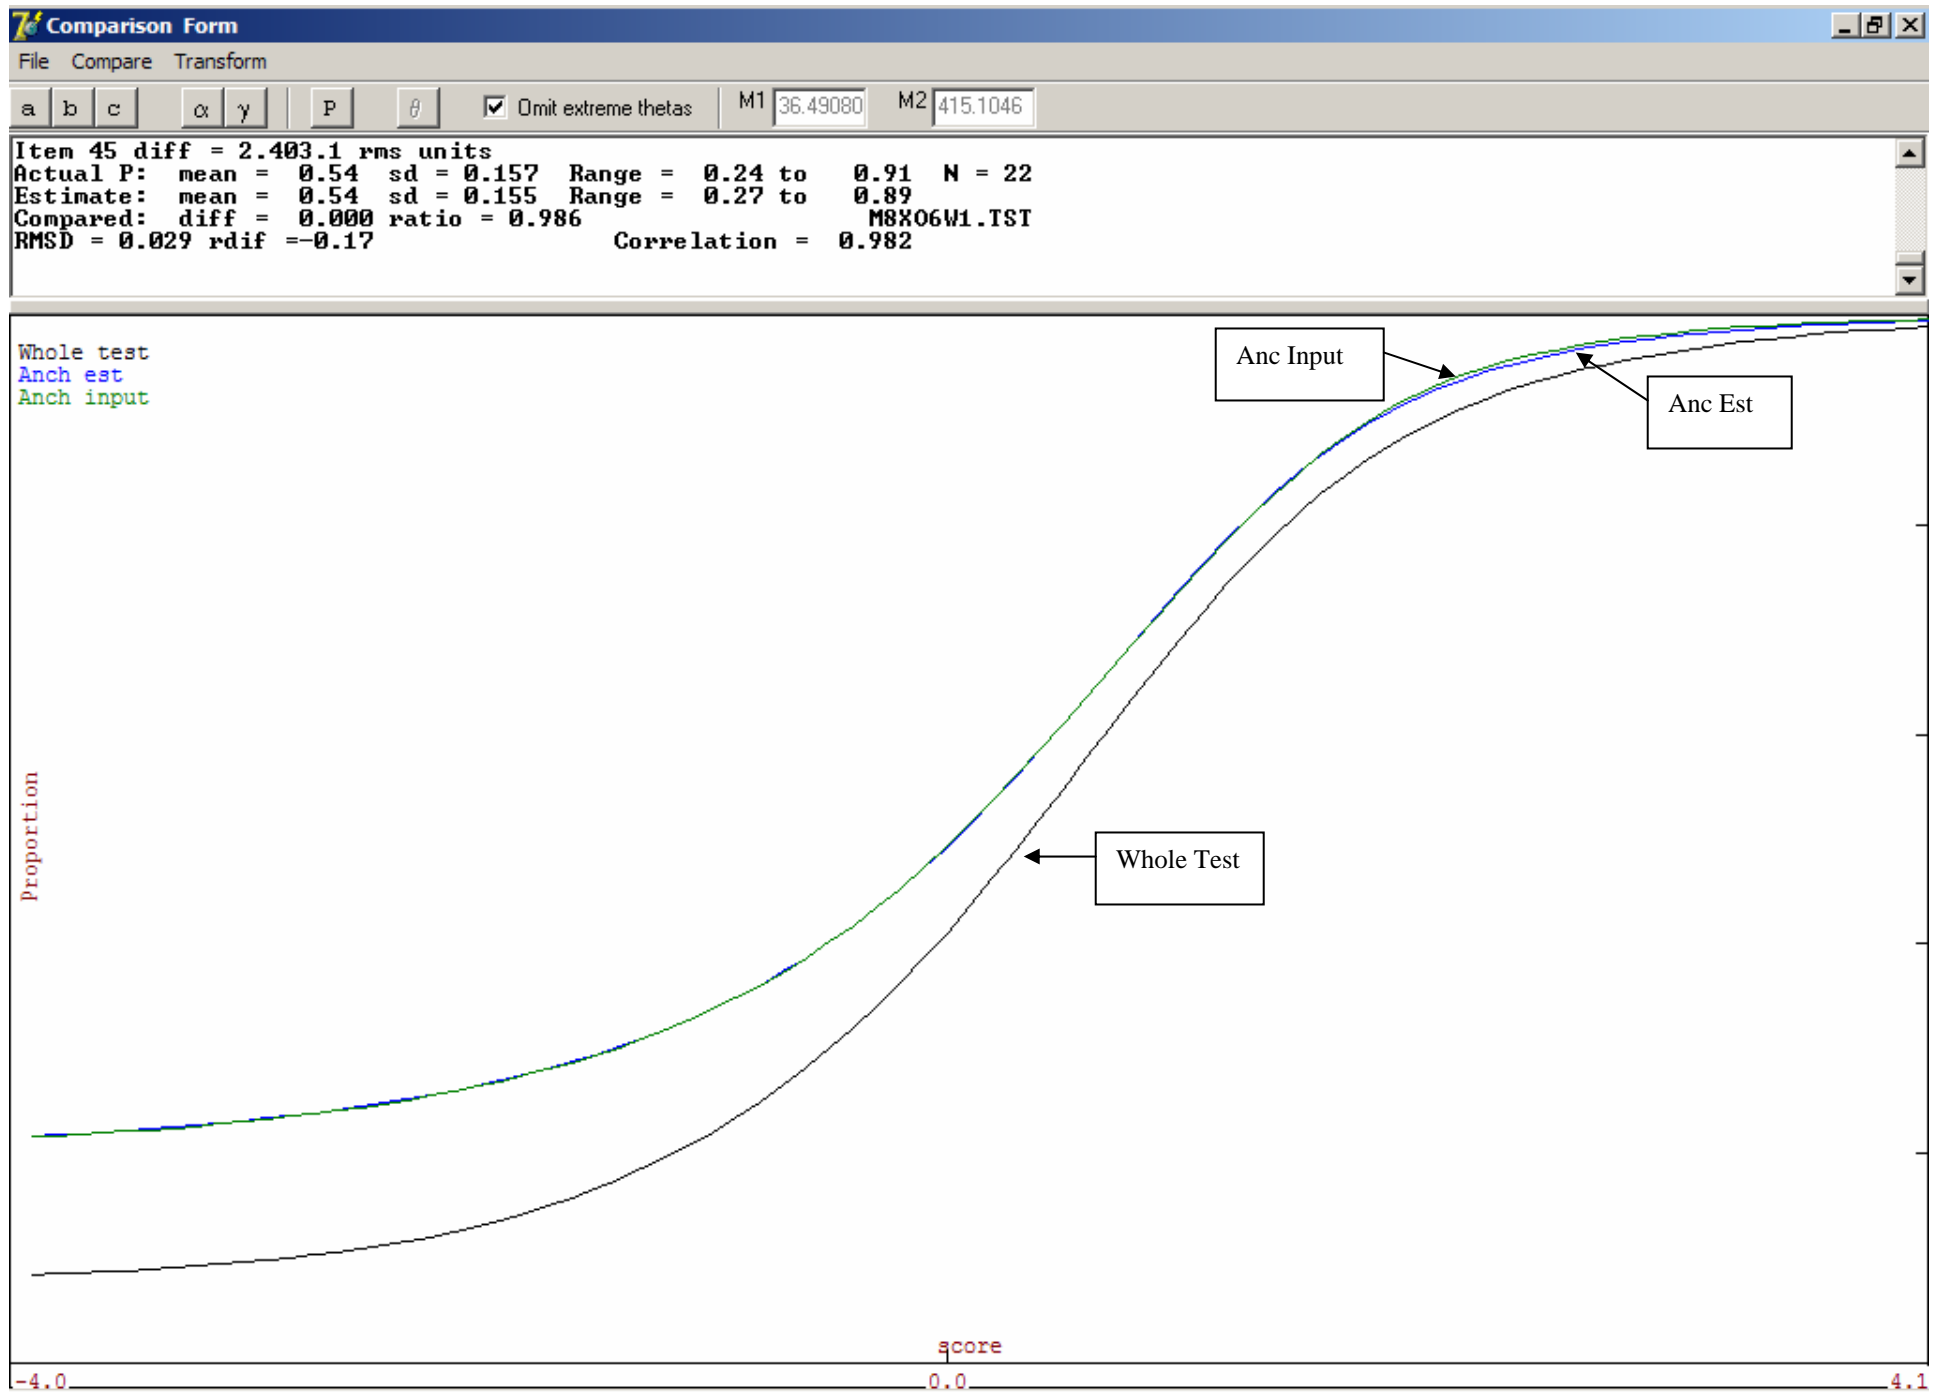 Comparison Form
File Compare Transform
a b c α γ P θ Omit extreme thetas M1 36.49080 M2 415.1046
Item 45 diff = 2.403.1 rms units
Actual P: mean = 0.54 sd = 0.157 Range = 0.24 to 0.91 N = 22
Estimate: mean = 0.54 sd = 0.155 Range = 0.27 to 0.89
Compared: diff = 0.000 ratio = 0.986 M8X06W1.TST
RMSD = 0.029 rdif =-0.17 Correlation = 0.982
Whole test
Anch est
Anch input
Anc Input
Anc Est
Whole Test
Proportion
score
-4.0 0.0 4.1